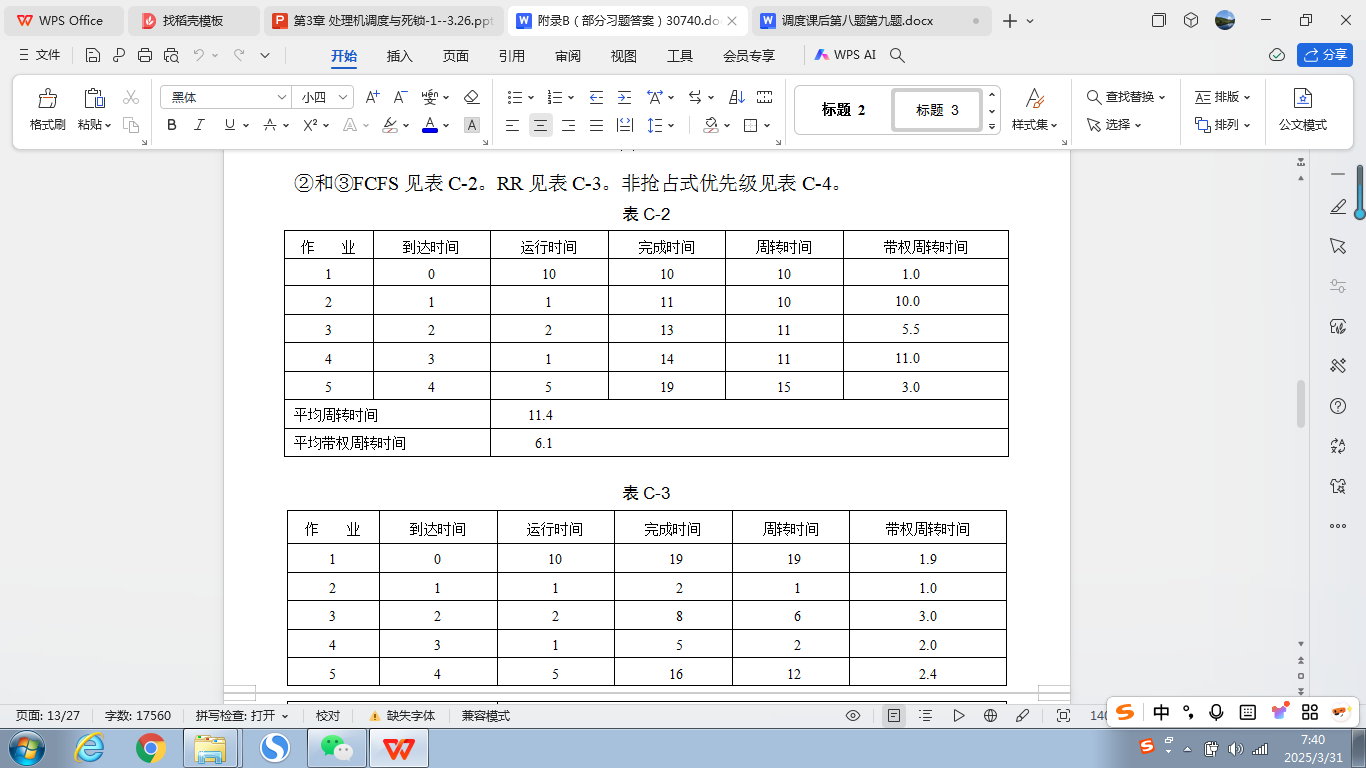 WPS Office 找稻壳模板 第3章 处理机调度与死锁-1--3.26.ppt 附录B（部分习题答案）30740.do 调度课后第八题第九题.docx
文件 开始 插入 页面 引用 审阅 视图 工具 会员专享 WPS AI 分享
格式刷 粘贴 黑体 小四 标题 2 标题 3 样式集 查找替换 选择 排版 排列 公文模式
②和③FCFS 见表 C-2。RR 见表 C-3。非抢占式优先级见表 C-4。
表 C-2
作 业 到达时间 运行时间 完成时间 周转时间 带权周转时间
1 0 10 10 10 1.0
2 1 1 11 10 10.0
3 2 2 13 11 5.5
4 3 1 14 11 11.0
5 4 5 19 15 3.0
平均周转时间 11.4
平均带权周转时间 6.1
表 C-3
作 业 到达时间 运行时间 完成时间 周转时间 带权周转时间
1 0 10 19 19 1.9
2 1 1 2 1 1.0
3 2 2 8 6 3.0
4 3 1 5 2 2.0
5 4 5 16 12 2.4
页面: 13/27 字数: 17560 拼写检查: 打开 校对 缺失字体 兼容模式 140
中
7:40
2025/3/31